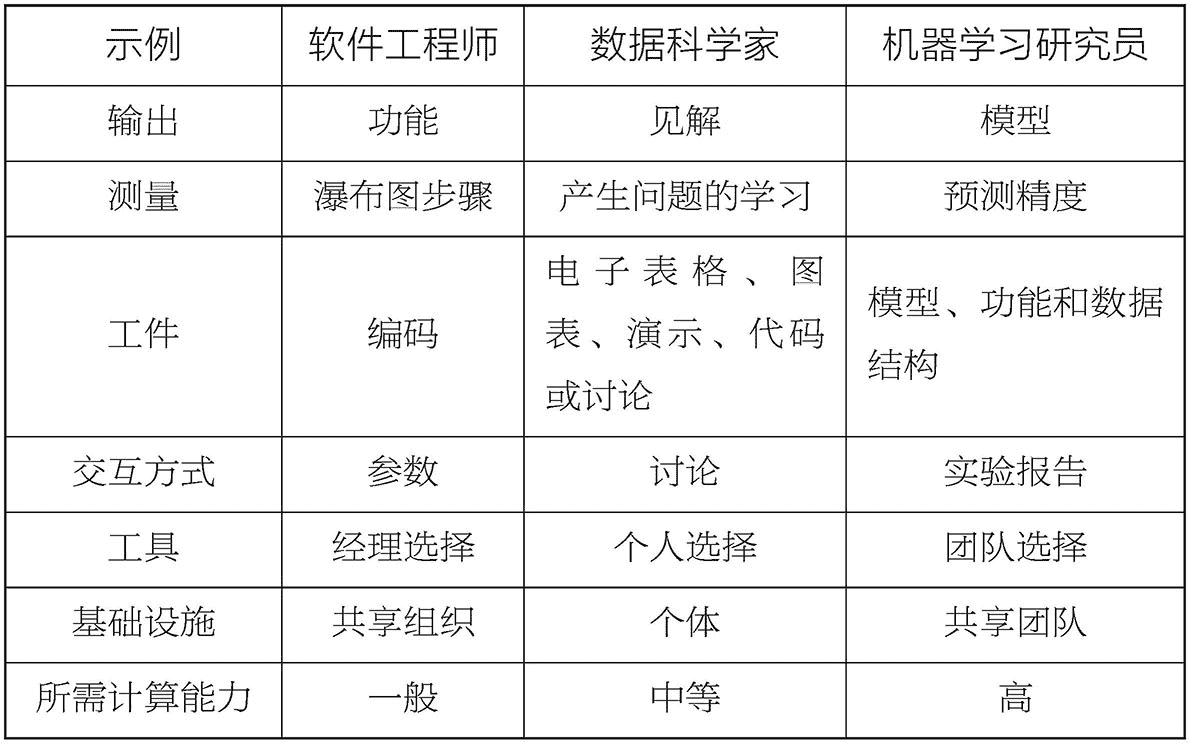 示例 软件工程师 数据科学家 机器学习研究员
输出 功能 见解 模型
测量 瀑布图步骤 产生问题的学习 预测精度
工件 编码 电子表格、图表、演示、代码或讨论 模型、功能和数据结构
交互方式 参数 讨论 实验报告
工具 经理选择 个人选择 团队选择
基础设施 共享组织 个体 共享团队
所需计算能力 一般 中等 高